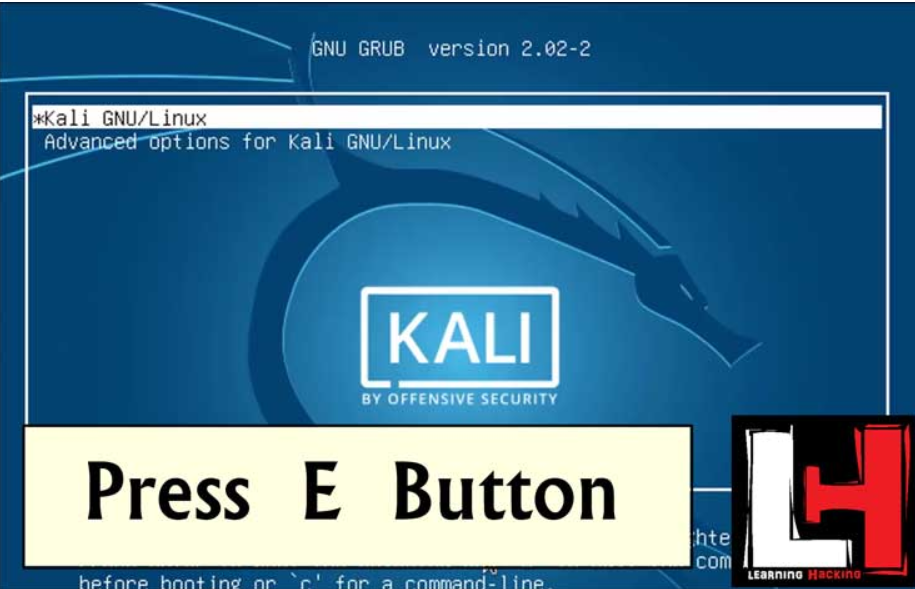 GNU GRUB version 2.02-2
*Kali GNU/Linux
Advanced options for Kali GNU/Linux
KALI
BY OFFENSIVE SECURITY
Press E Button
before booting or `c' for a command-line.
LH
LEARNING HACKING